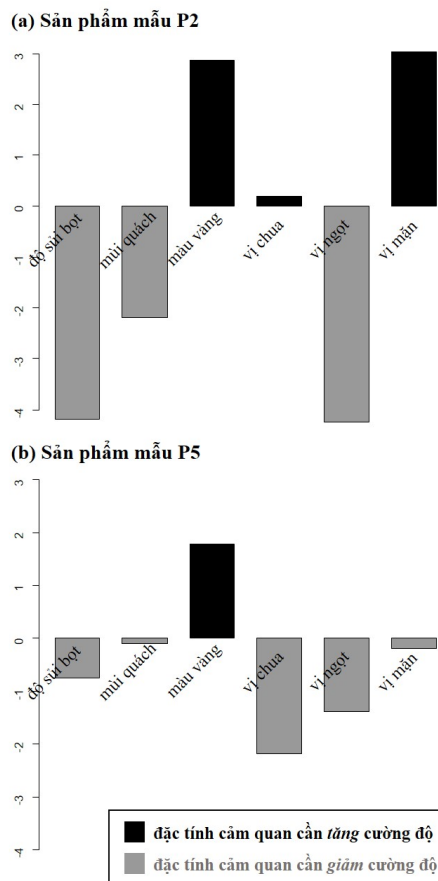 (a) Sản phẩm mẫu P2
3
2
1
0
-1
-2
-3
-4
độ sủi bọt
mùi quách
màu vàng
vị chua
vị ngọt
vị mặn
(b) Sản phẩm mẫu P5
3
2
1
0
-1
-2
-3
-4
độ sủi bọt
mùi quách
màu vàng
vị chua
vị ngọt
vị mặn
đặc tính cảm quan cần tăng cường độ
đặc tính cảm quan cần giảm cường độ